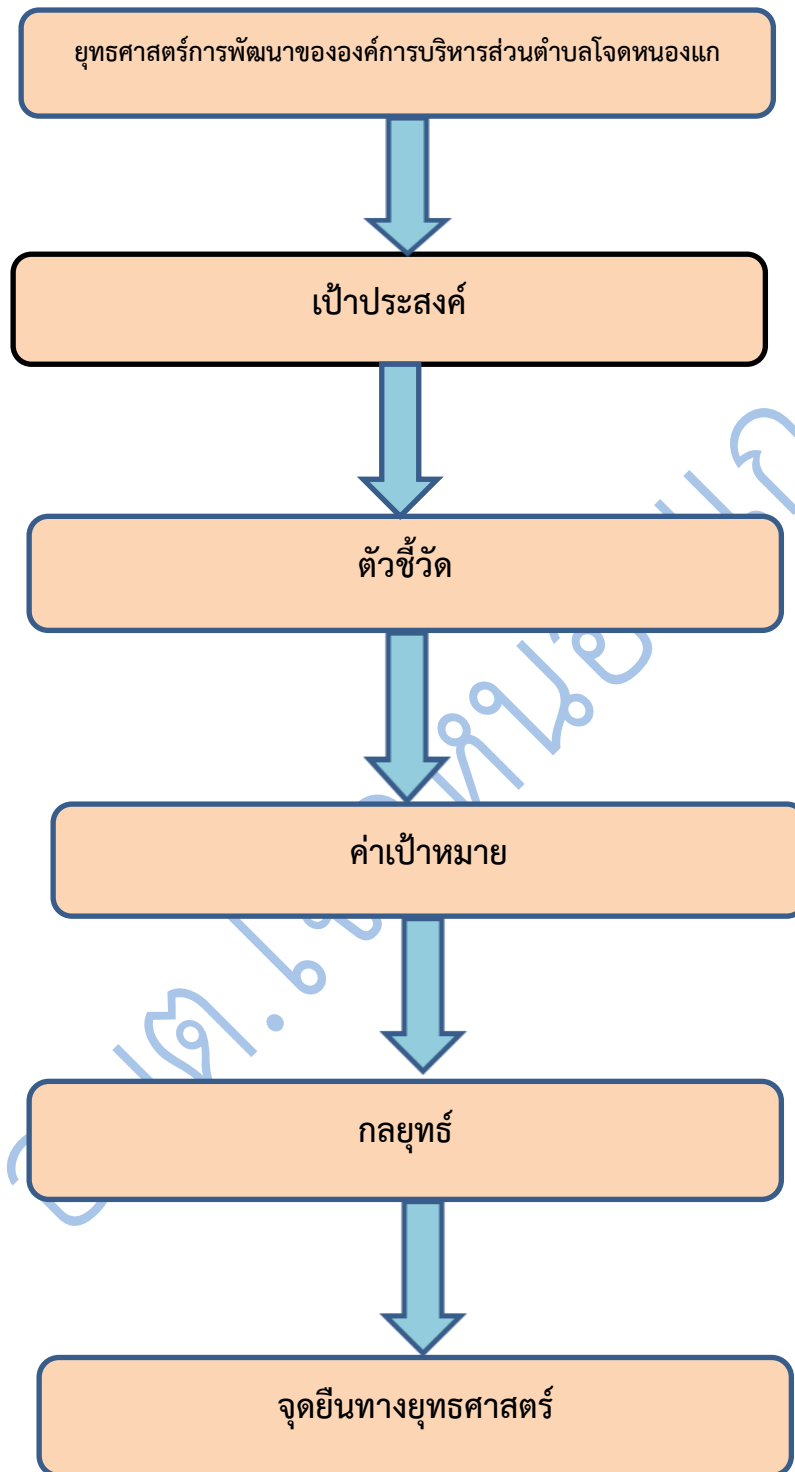 ยุทธศาสตร์การพัฒนาขององค์การบริหารส่วนตำบลโจดหนองแก
เป้าประสงค์
ตัวชี้วัด
ค่าเป้าหมาย
กลยุทธ์
จุดยืนทางยุทธศาสตร์